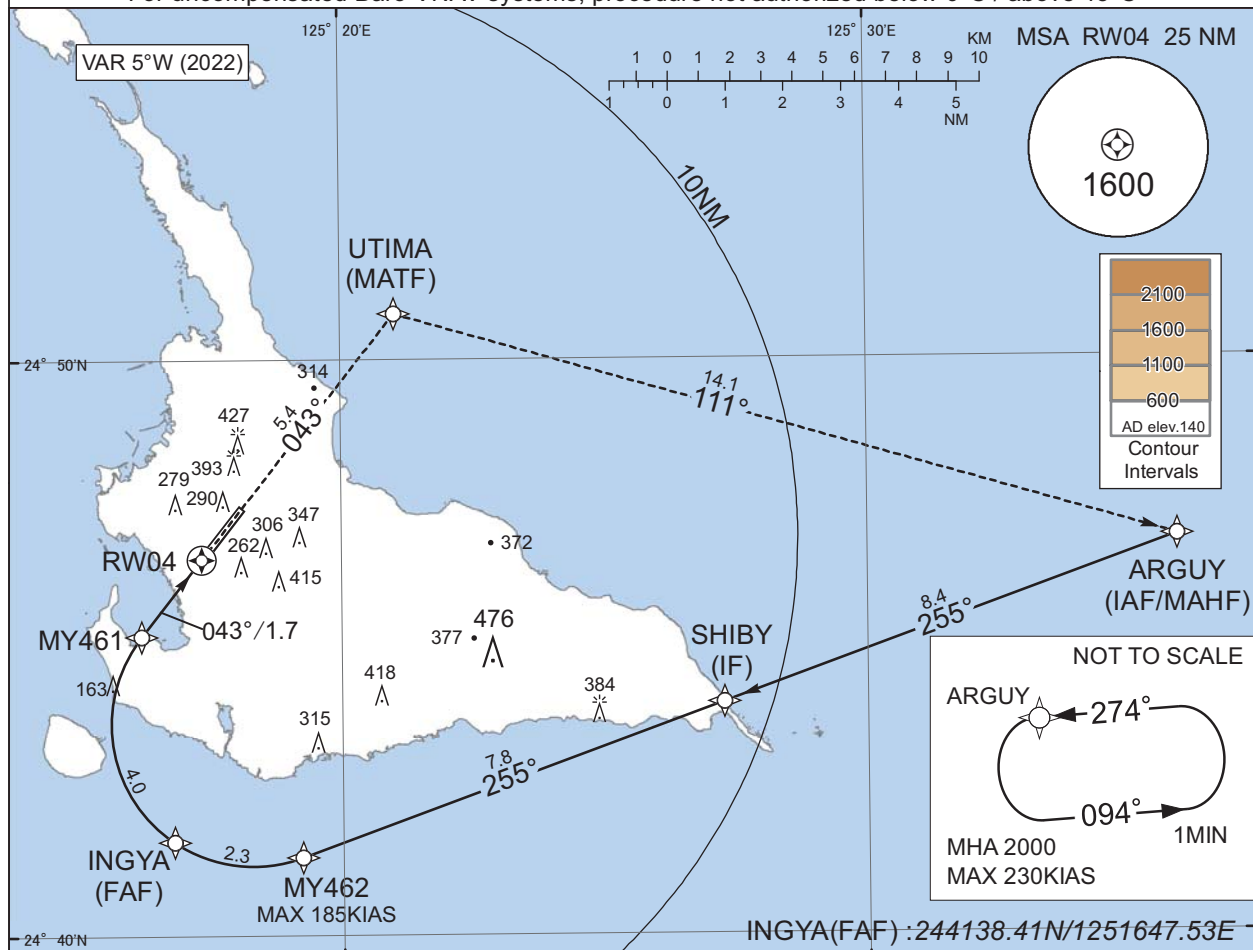 125° 20'E
125° 30'E
VAR 5°W (2022)
KM
1 0 1 2 3 4 5 6 7 8 9 10
1 0 1 2 3 4 5
NM
MSA RW04 25 NM
1600
10NM
UTIMA
(MATF)
2100
1600
1100
600
AD elev.140
Contour
Intervals
24° 50'N
314
14.1
111°
5.4
043°
427
393
279
290
306
347
262
415
372
RW04
ARGUY
(IAF/MAHF)
8.4
255°
MY461
043°/1.7
377
476
SHIBY
(IF)
163
418
384
315
7.8
255°
4.0
2.3
INGYA
(FAF)
MY462
MAX 185KIAS
NOT TO SCALE
ARGUY
274°
094°
1MIN
MHA 2000
MAX 230KIAS
24° 40'N
INGYA(FAF) :244138.41N/1251647.53E